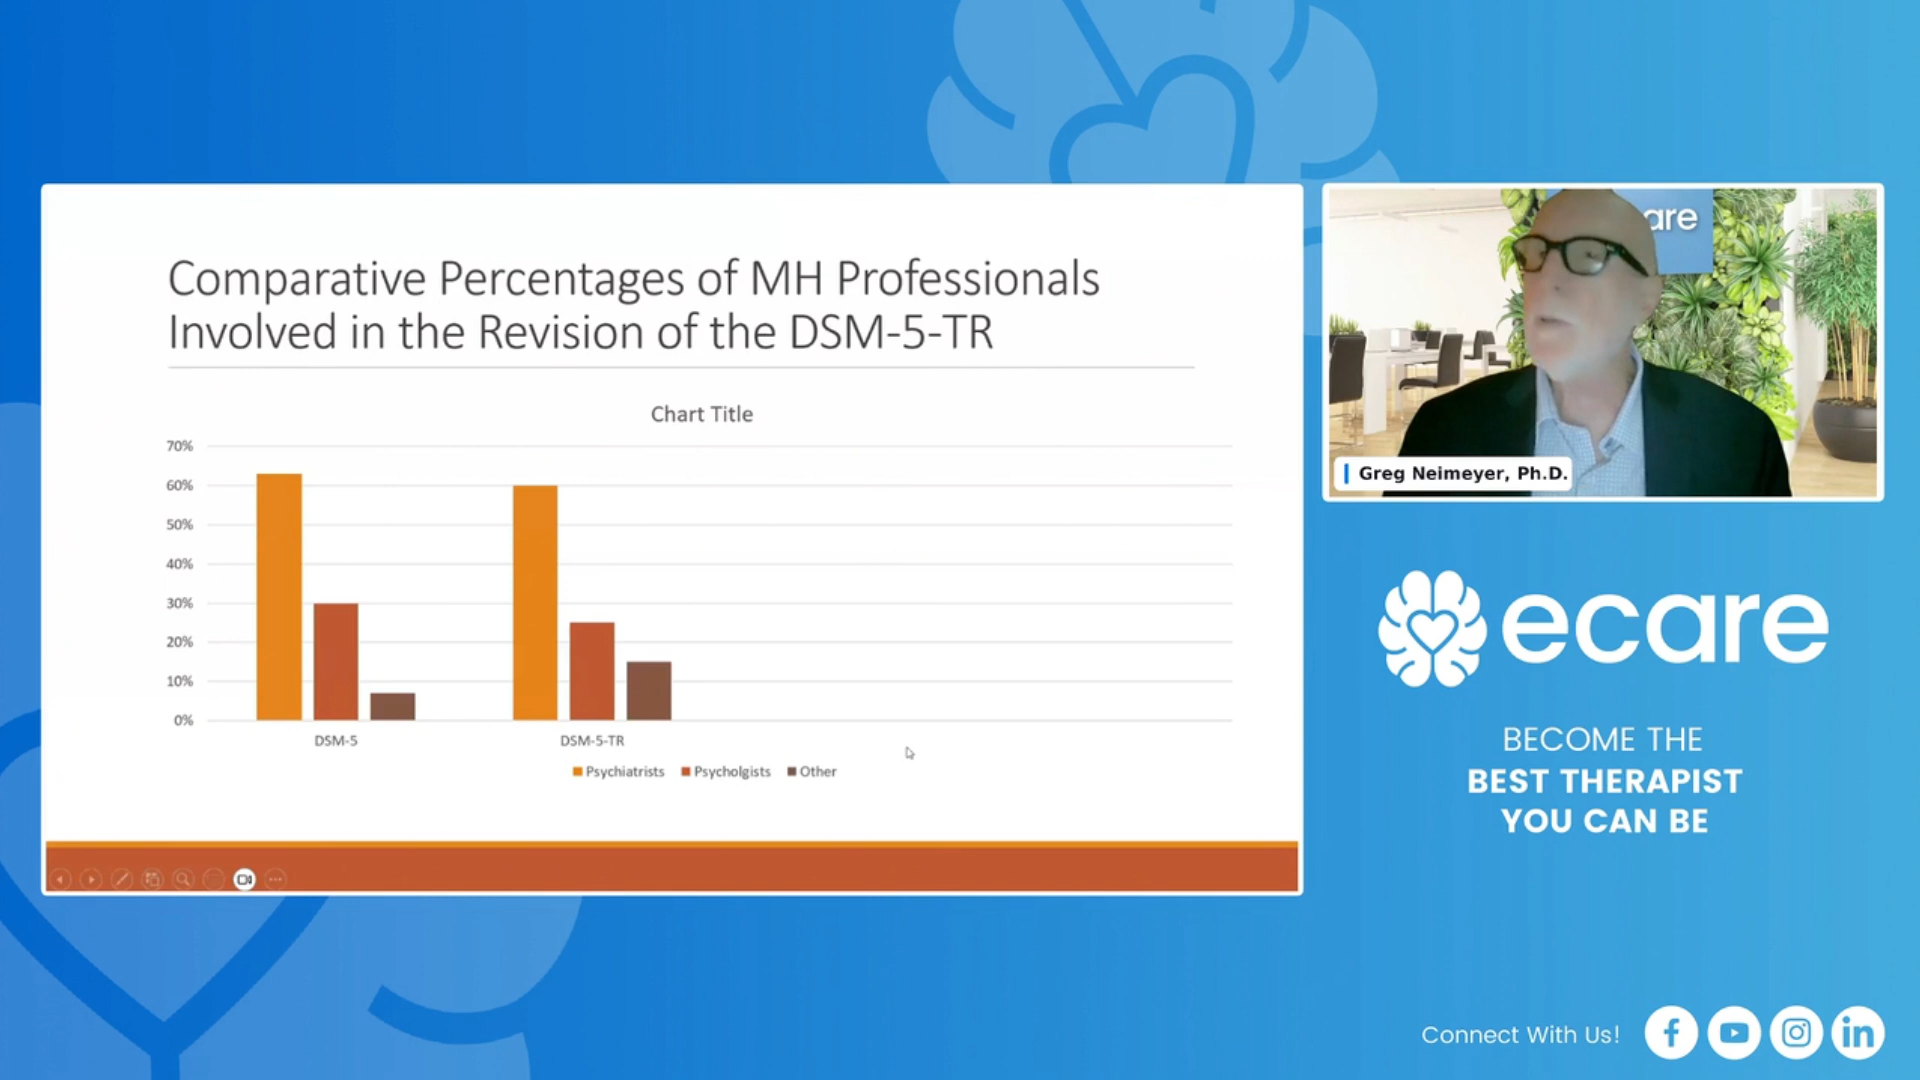 Comparative Percentages of MH Professionals
Involved in the Revision of the DSM-5-TR
Chart Title
70%
60%
50%
40%
30%
20%
10%
0%
DSM-5
DSM-5-TR
Psychiatrists Psycholgists Other
are
Greg Neimeyer, Ph.D.
ecare
BECOME THE
BEST THERAPIST
YOU CAN BE
Connect With Us!